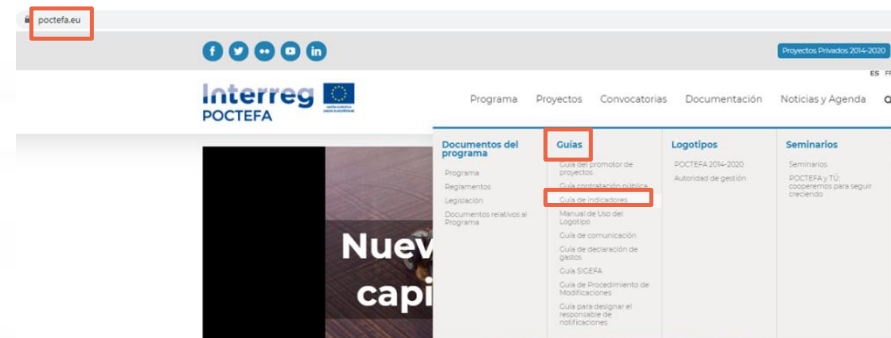 poctefa.eu
Proyectos Privados 2014-2020
ES FR
Interreg
POCTEFA
Programa Proyectos Convocatorias Documentación Noticias y Agenda
Documentos del
programa
Programa
Reglamentos
Legislación
Documentos relativos al
Programa
Guías
Guía del promotor de
proyectos
Guía contratación pública
Guía de indicadores
Manual de Uso del
Logotipo
Guía de comunicación
Guía de declaración de
gastos
Guía SIGEFA
Guía de Procedimiento de
Modificaciones
Guía para designar el
responsable de
notificaciones
Logotipos
POCTEFA 2014-2020
Autoridad de gestión
Seminarios
Seminarios
POCTEFA y TÚ:
cooperemos para seguir
creciendo
Nuev
capi